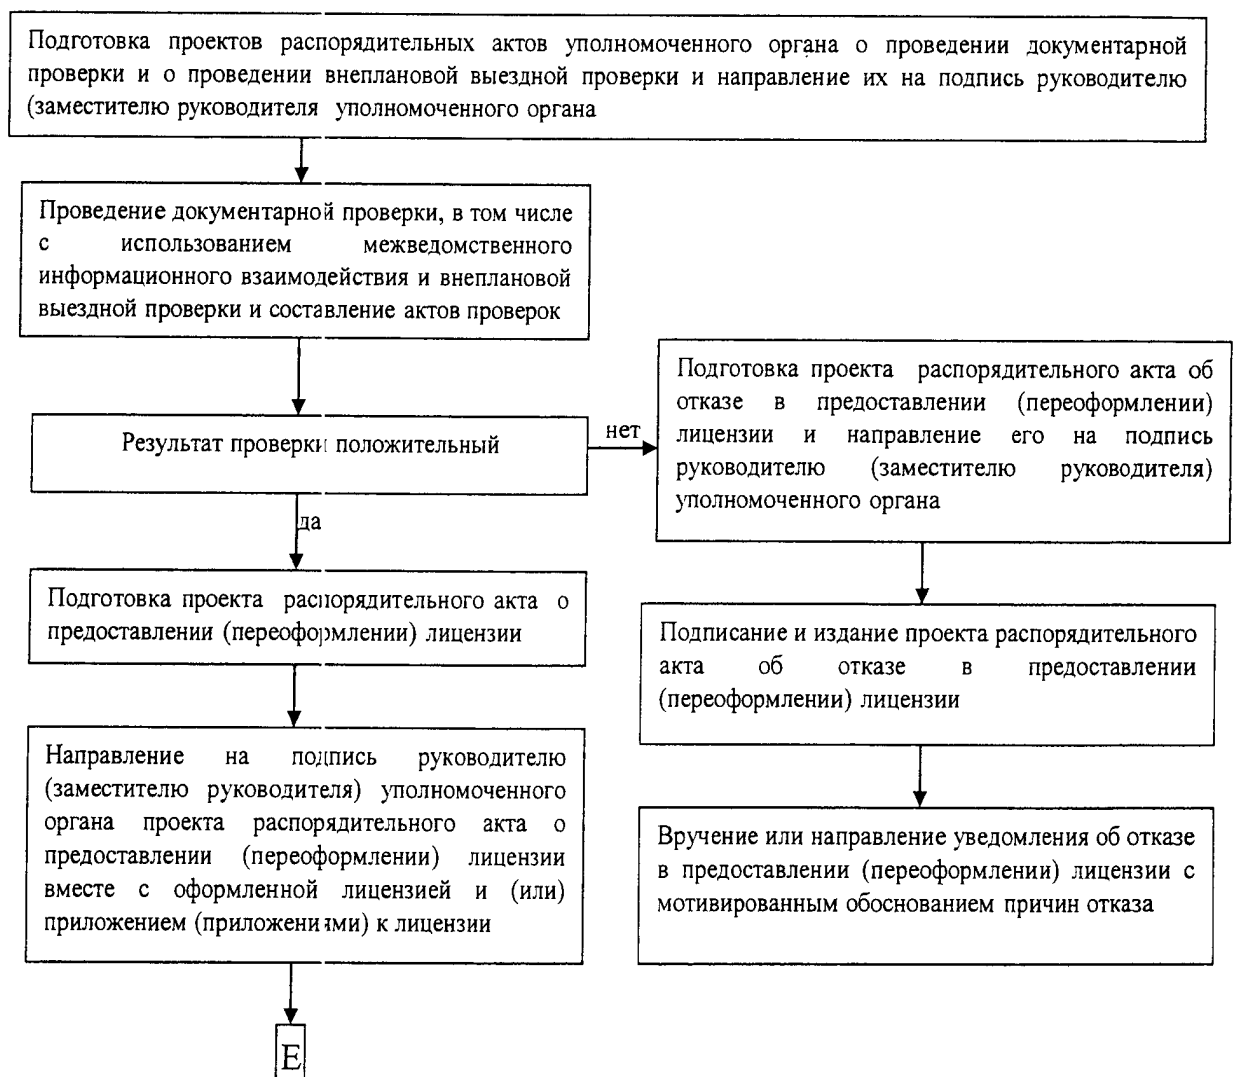 Подготовка проектов распорядительных актов уполномоченного органа о проведении документарной
проверки и о проведении внеплановой выездной проверки и направление их на подпись руководителю
(заместителю руководителя уполномоченного органа
Проведение документарной проверки, в том числе
с использованием межведомственного
информационного взаимодействия и внеплановой
выездной проверки и составление актов проверок
Результат проверки положительный
нет
Подготовка проекта распорядительного акта об
отказе в предоставлении (переоформлении)
лицензии и направление его на подпись
руководителю (заместителю руководителя)
уполномоченного органа
да
Подготовка проекта распорядительного акта о
предоставлении (переоформлении) лицензии
Подписание и издание проекта распорядительного
акта об отказе в предоставлении
(переоформлении) лицензии
Направление на подпись руководителю
(заместителю руководителя) уполномоченного
органа проекта распорядительного акта о
предоставлении (переоформлении) лицензии
вместе с оформленной лицензией и (или)
приложением (приложениями) к лицензии
Вручение или направление уведомления об отказе
в предоставлении (переоформлении) лицензии с
мотивированным обоснованием причин отказа
Е